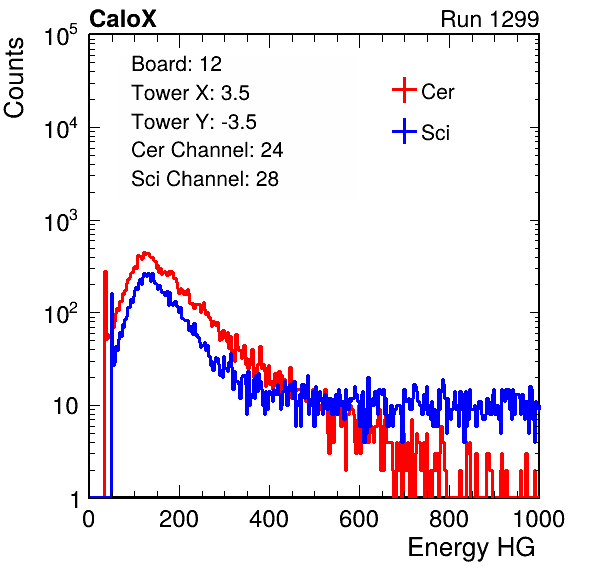 CaloX Run 1299
Counts
Board: 12
Tower X: 3.5
Tower Y: -3.5
Cer Channel: 24
Sci Channel: 28
Cer
Sci
10^5
10^4
10^3
10^2
10
1
0 200 400 600 800 1000
Energy HG